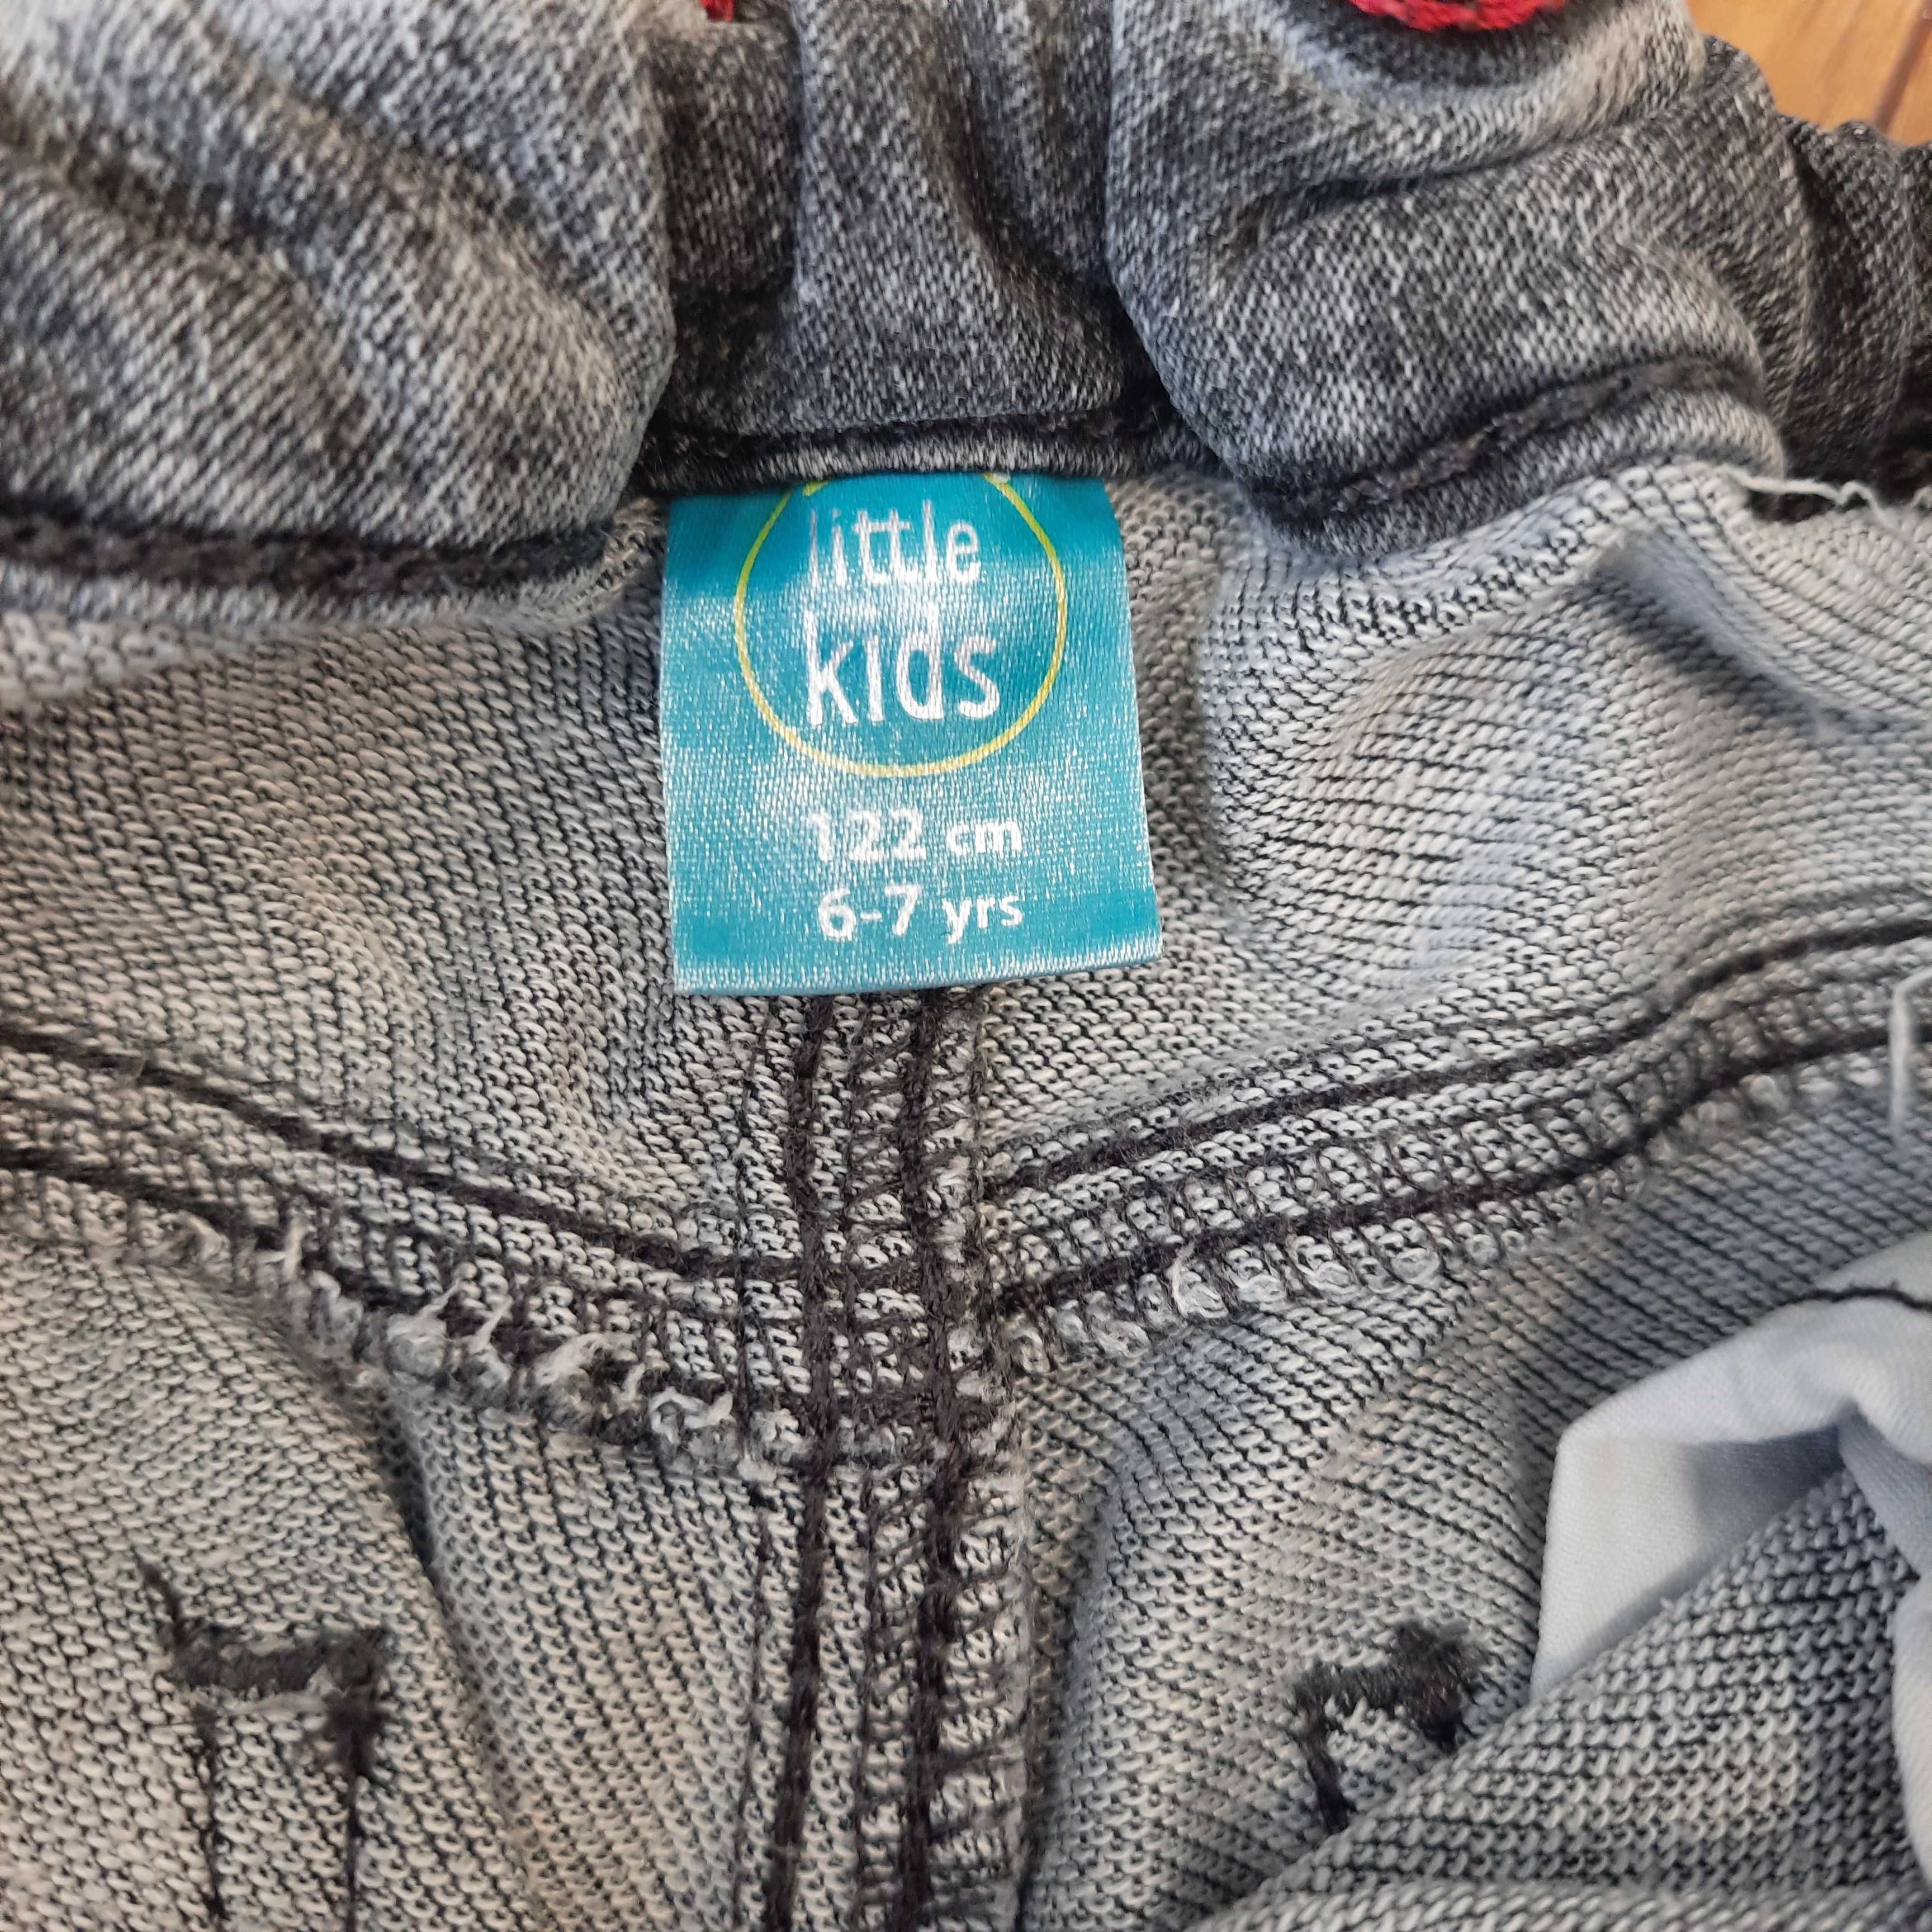 little
kids
122 cm
6-7 yrs